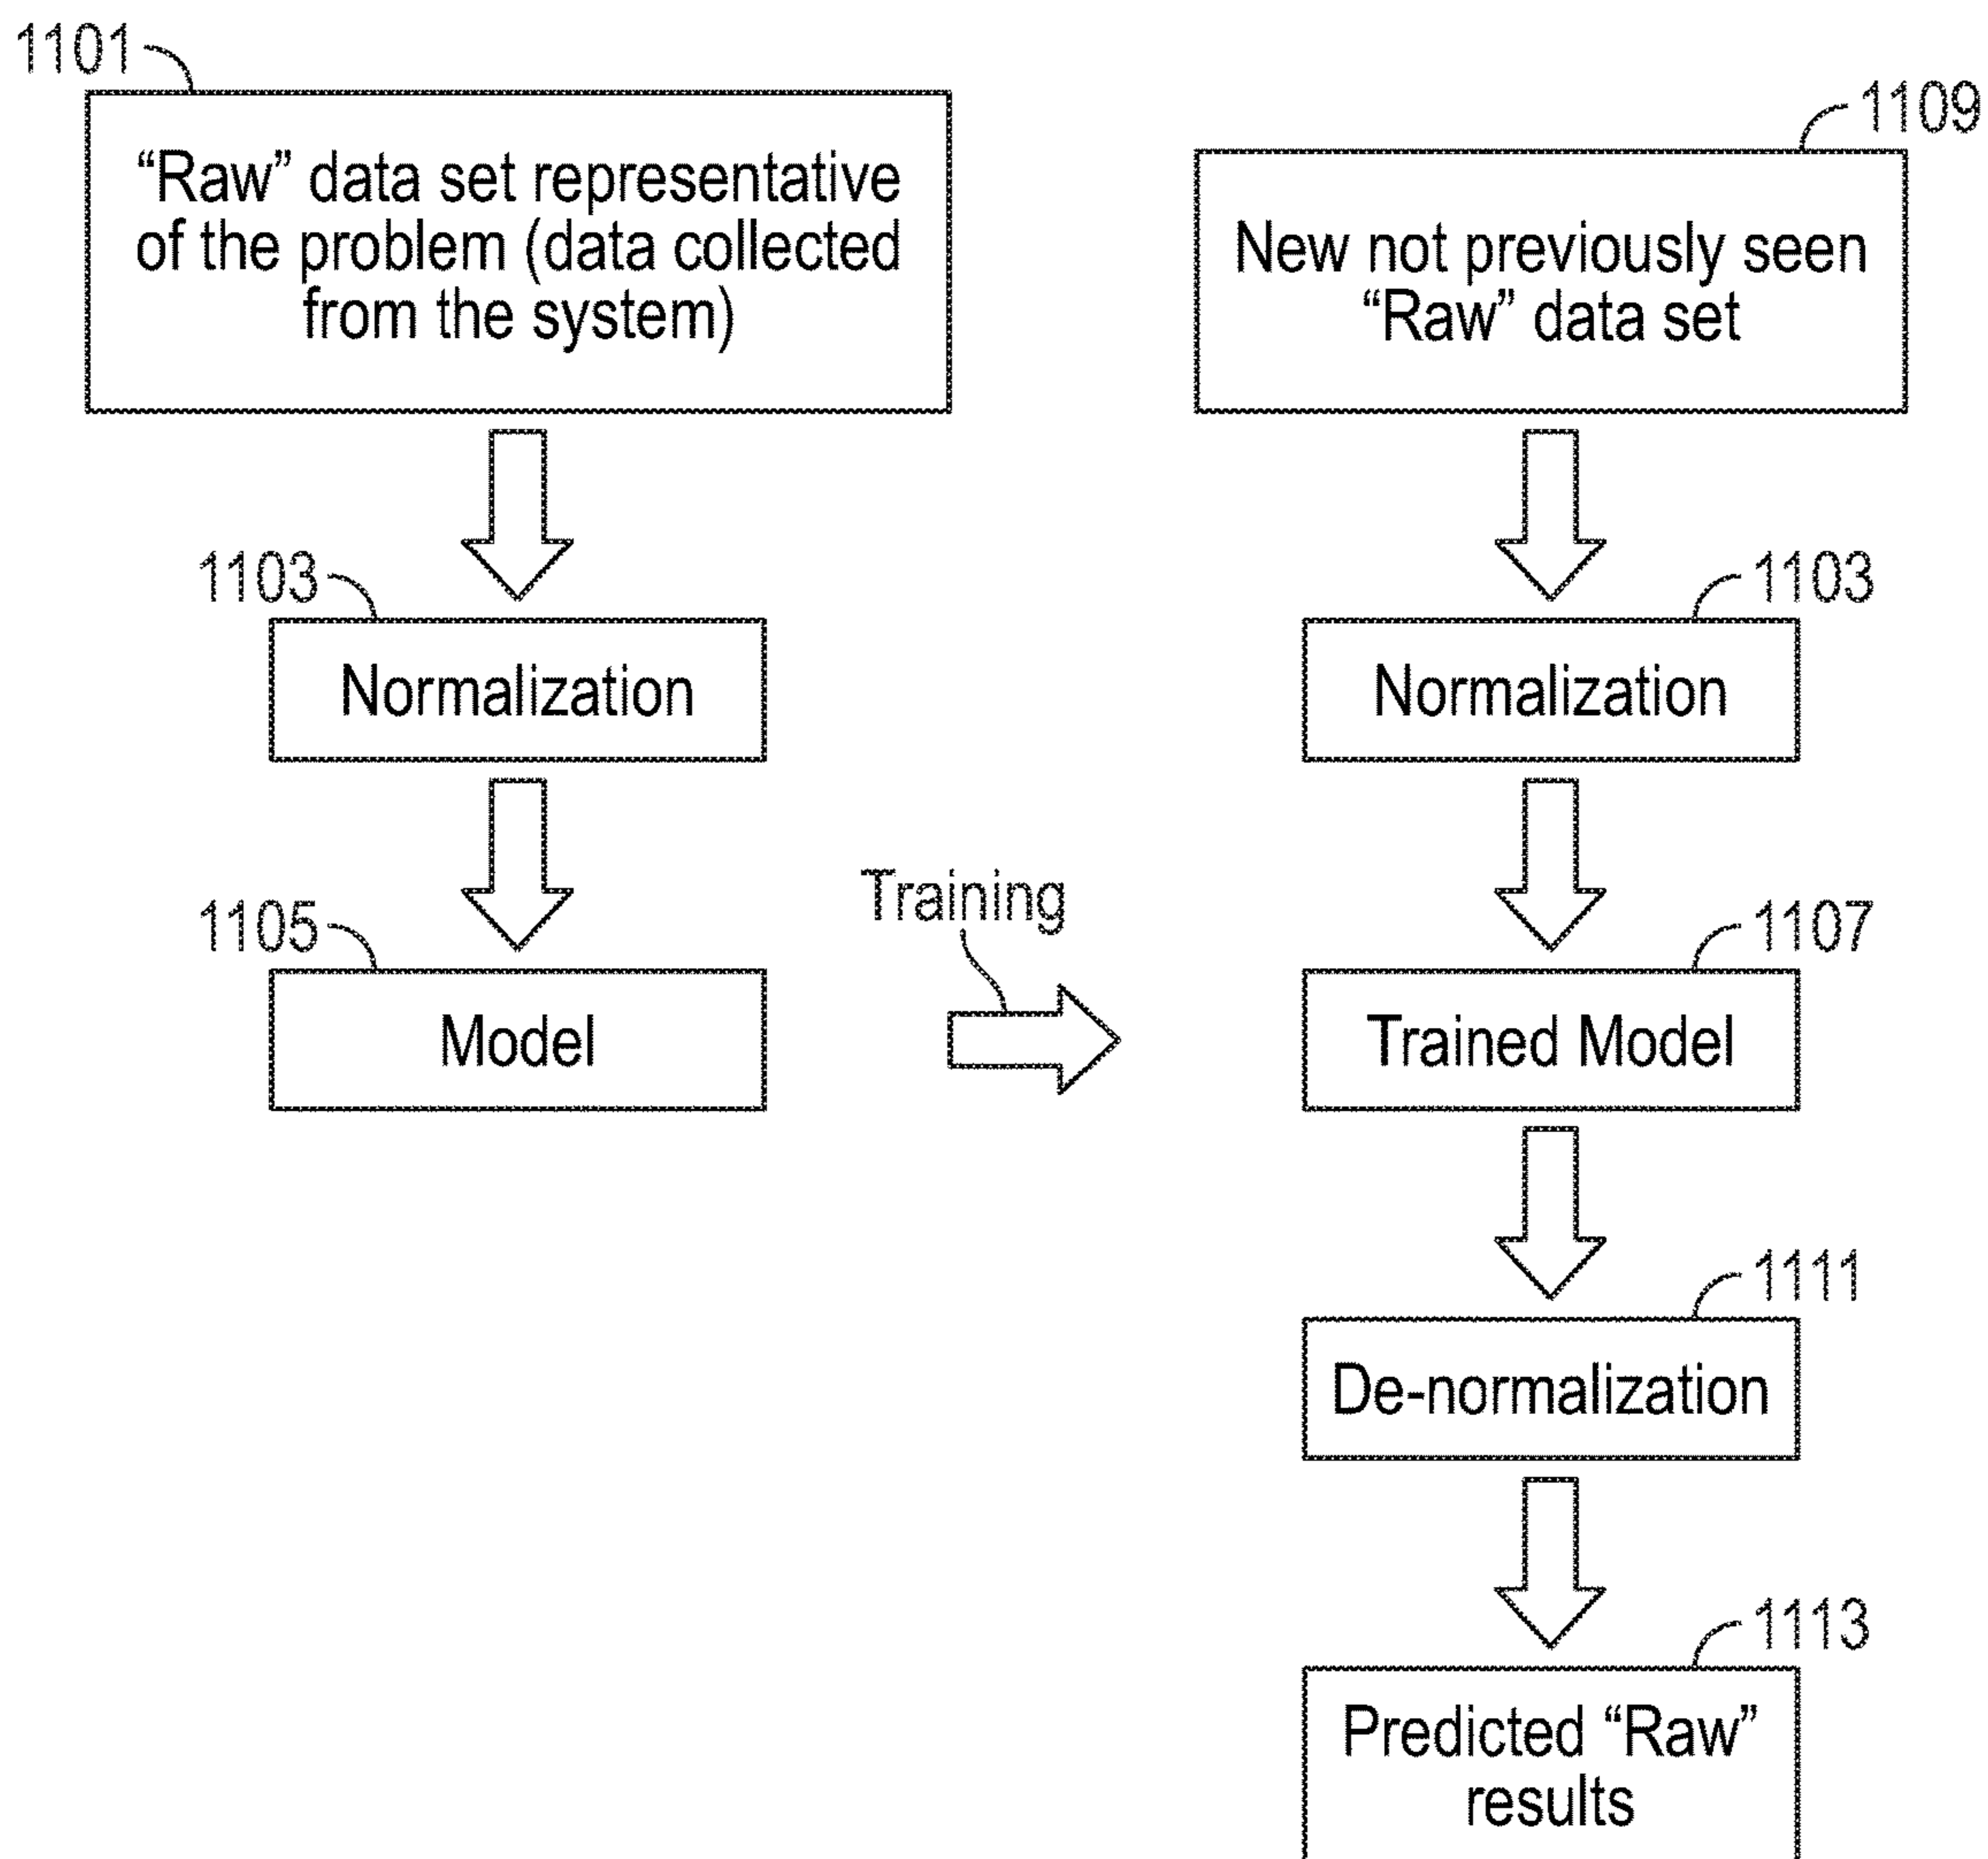 1101
“Raw” data set representative
of the problem (data collected
from the system)
1103
Normalization
1105
Model
Training
1109
New not previously seen
“Raw” data set
1103
Normalization
1107
Trained Model
1111
De-normalization
1113
Predicted “Raw”
results